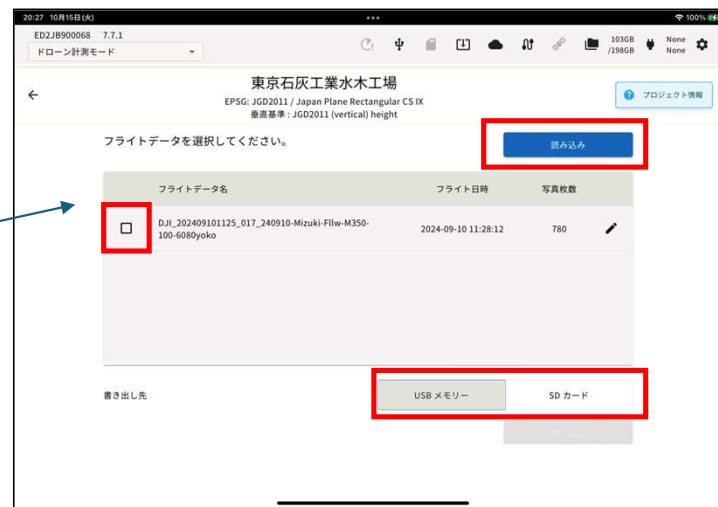 20:27 10月15日(火)
100%
ED2JB900068 7.7.1
ドローン計測モード
103GB
/198GB
None
None
東京石灰工業水木工場
EPSG: JGD2011 / Japan Plane Rectangular CS IX
垂直基準 : JGD2011 (vertical) height
プロジェクト情報
フライトデータを選択してください。
読み込み
フライトデータ名 フライト日時 写真枚数
DJI_202409101125_017_240910-Mizuki-Fllw-M350-
100-6080yoko
2024-09-10 11:28:12 780
書き出し先 USB メモリー SD カード